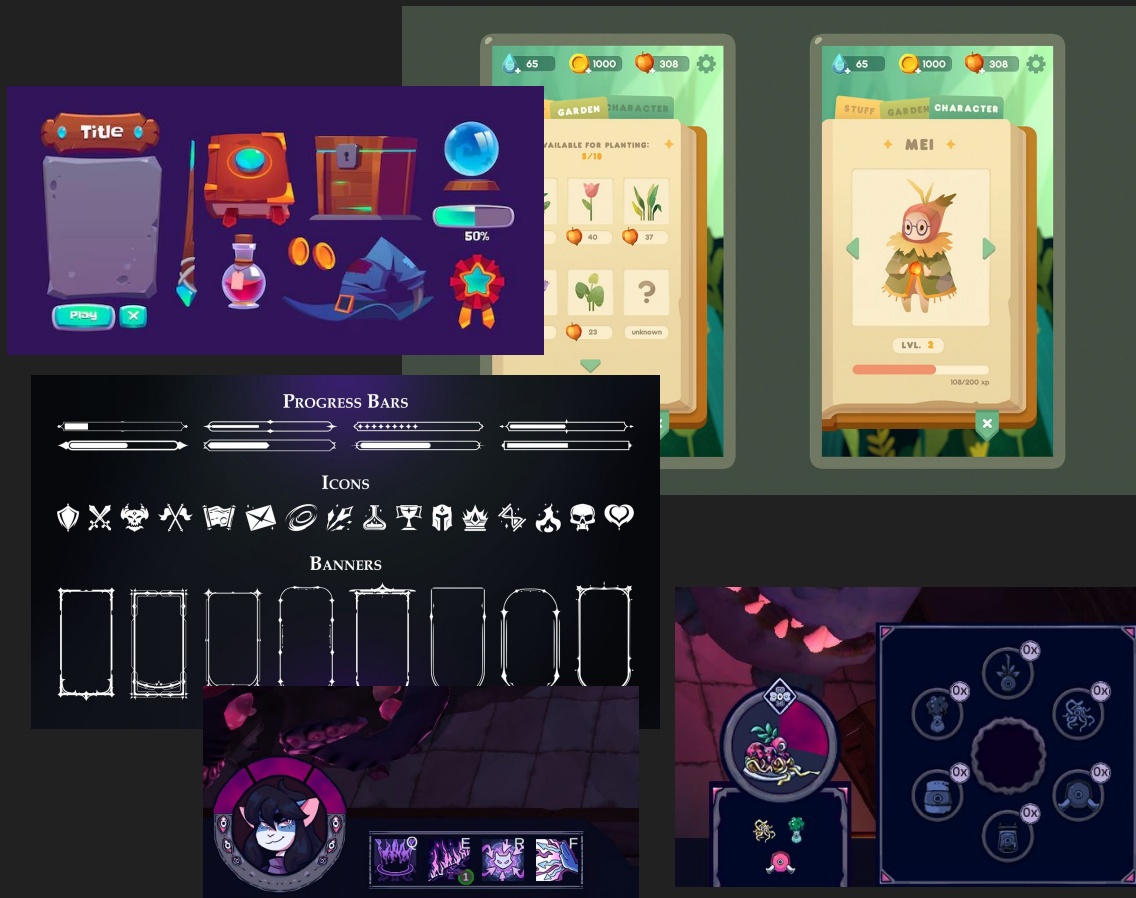 65
1000
308
GARDEN
CHARACTER
AVAILABLE FOR PLANTING:
40
37
23
unknown
65
1000
308
STUFF
GARDEN
CHARACTER
MEI
LVL. 2
108/200 xp
Title
Play
50%
PROGRESS BARS
ICONS
BANNERS
Q
E
R
F
1
0x
0x
0x
0x
0x
0x